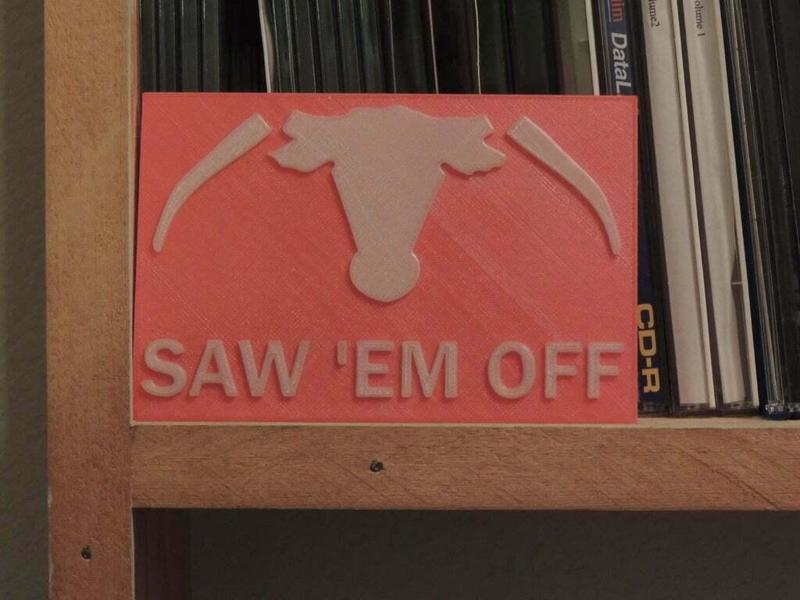 SAW 'EM OFF
DataL
CD-R
lume2
olume 1